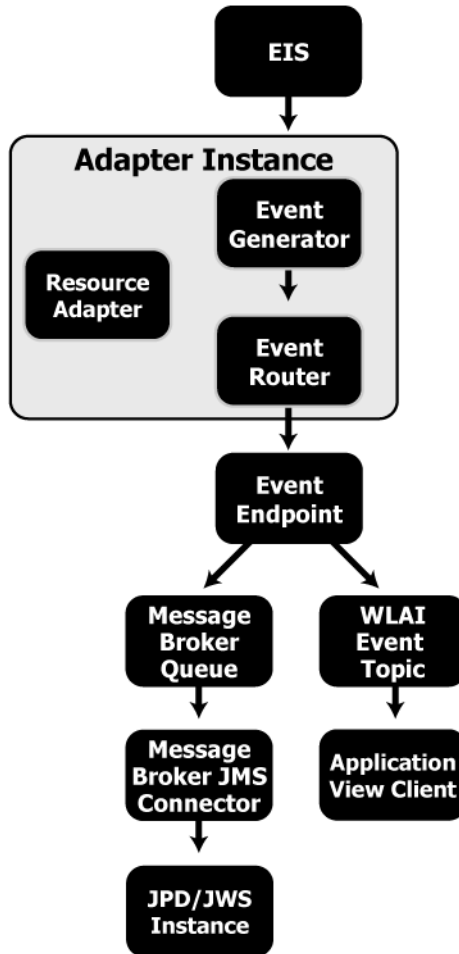 EIS
Adapter Instance
Event
Generator
Resource
Adapter
Event
Router
Event
Endpoint
Message
Broker
Queue
WLAI
Event
Topic
Message
Broker JMS
Connector
Application
View Client
JPD/JWS
Instance